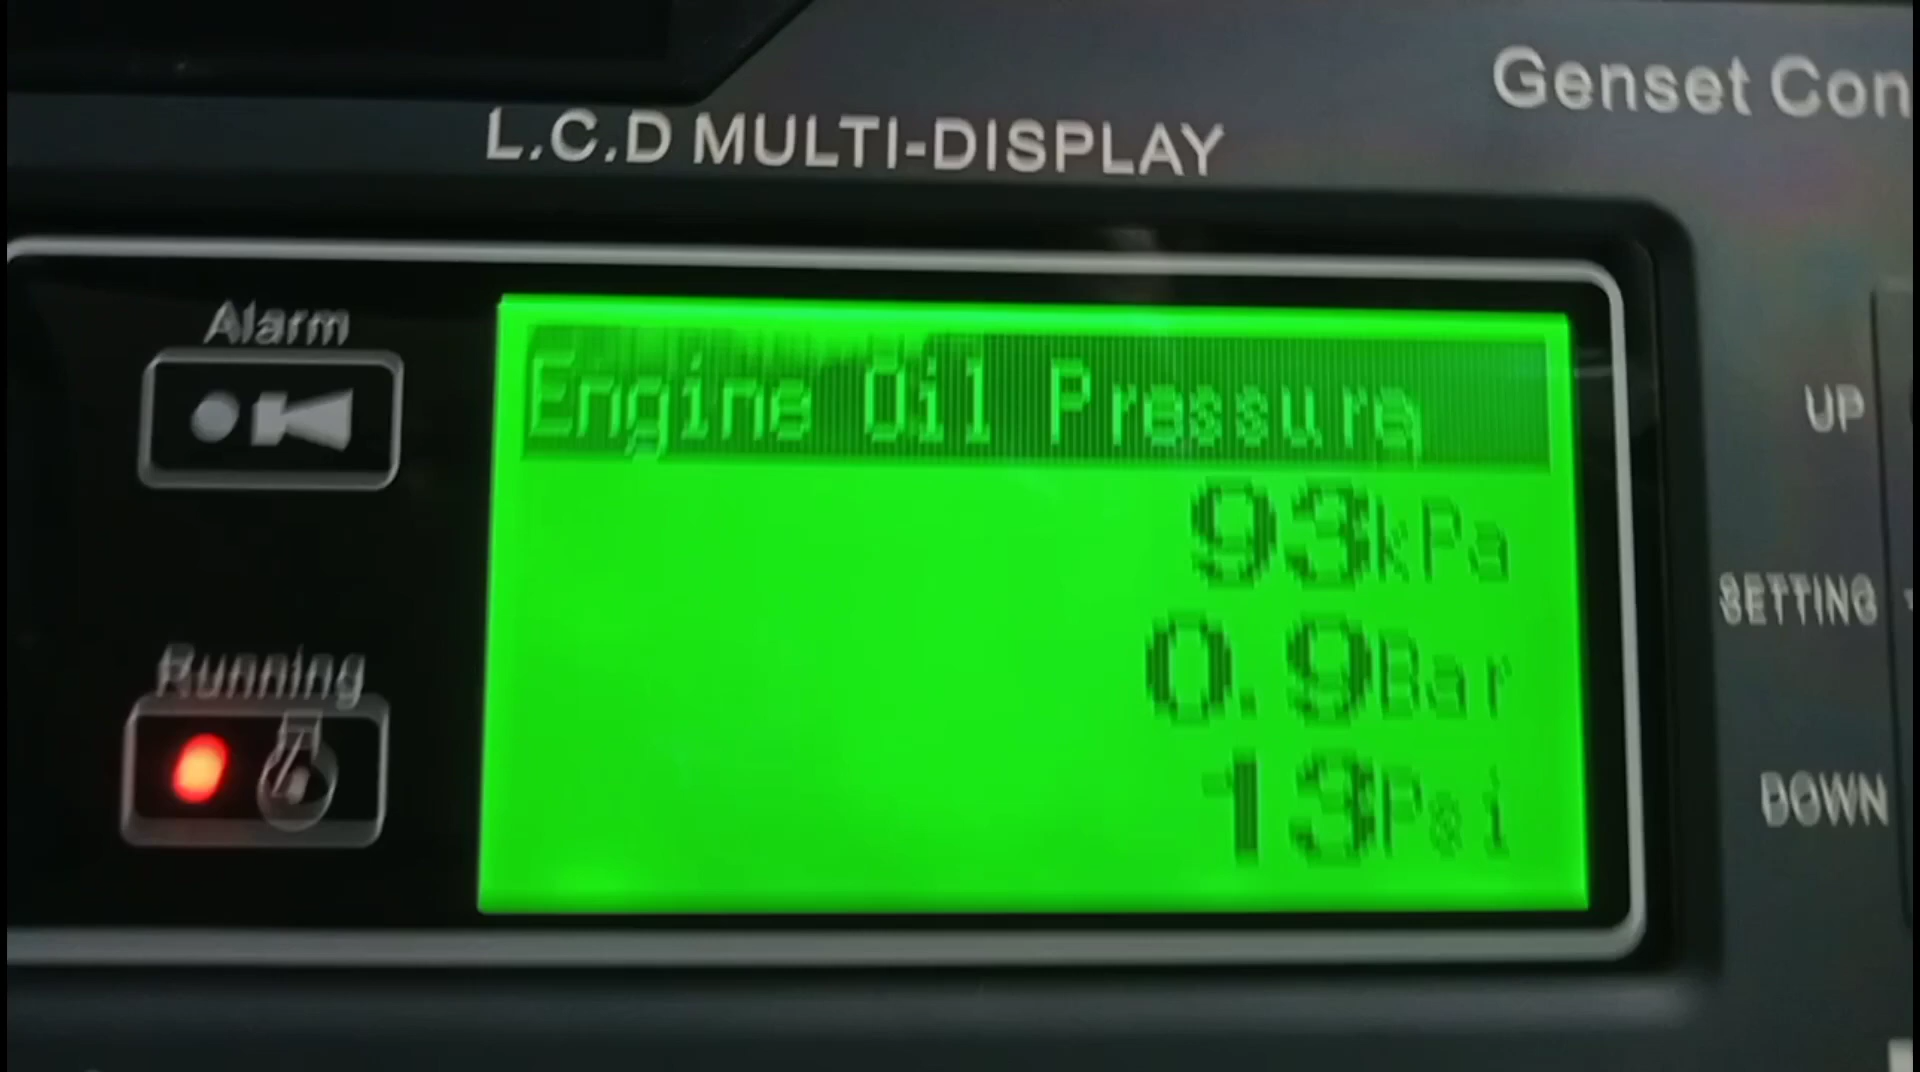 Genset Con
L.C.D MULTI-DISPLAY
Alarm
Engine Oil Pressure
93kPa
0.9Bar
13Psi
Running
UP
SETTING
DOWN